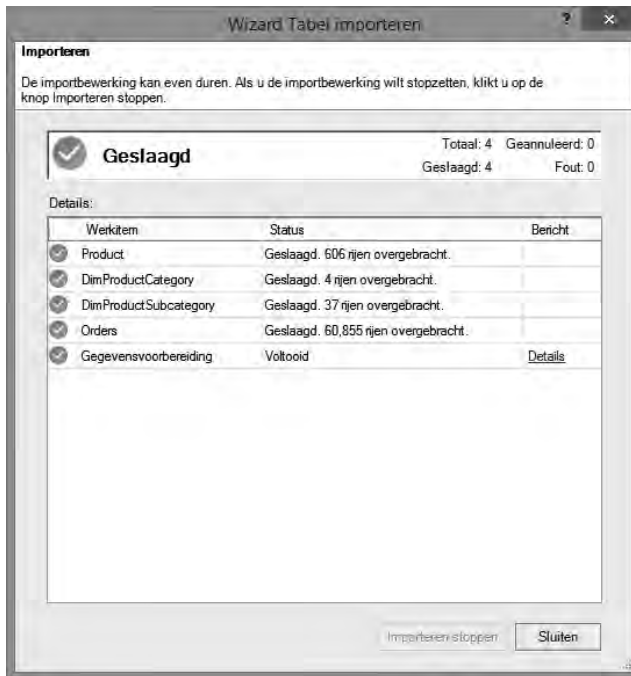 Wizard Tabel importeren
? ×
Importeren
De importbewerking kan even duren. Als u de importbewerking wilt stopzetten, klikt u op de
knop Importeren stoppen.
Geslaagd
Totaal: 4 Geannuleerd: 0
Geslaagd: 4 Fout: 0
Details:
Werkitem Status Bericht
Product Geslaagd. 606 rijen overgebracht.
DimProductCategory Geslaagd. 4 rijen overgebracht.
DimProductSubcategory Geslaagd. 37 rijen overgebracht.
Orders Geslaagd. 60,855 rijen overgebracht.
Gegevensvoorbereiding Voltooid Details
Importeren stoppen Sluiten